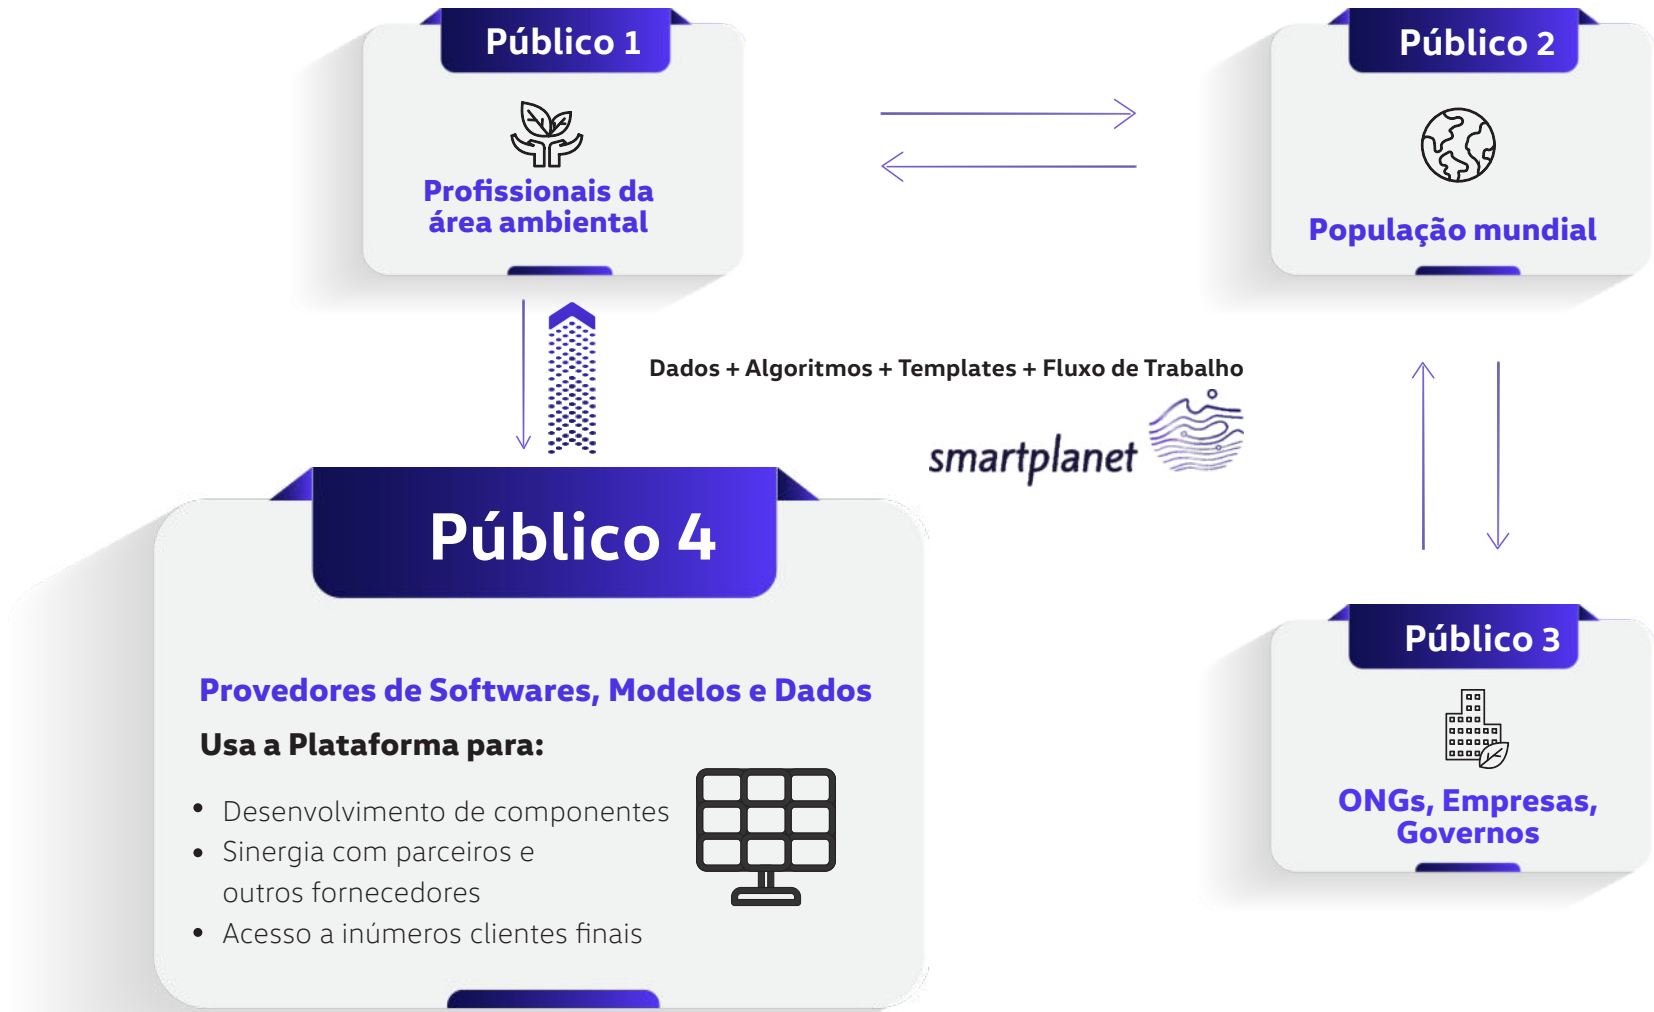 Público 1
Profissionais da
área ambiental
Público 2
População mundial
Dados + Algoritmos + Templates + Fluxo de Trabalho
smartplanet
Público 4
Provedores de Softwares, Modelos e Dados
Usa a Plataforma para:
• Desenvolvimento de componentes
• Sinergia com parceiros e
outros fornecedores
• Acesso a inúmeros clientes finais
Público 3
ONGs, Empresas,
Governos